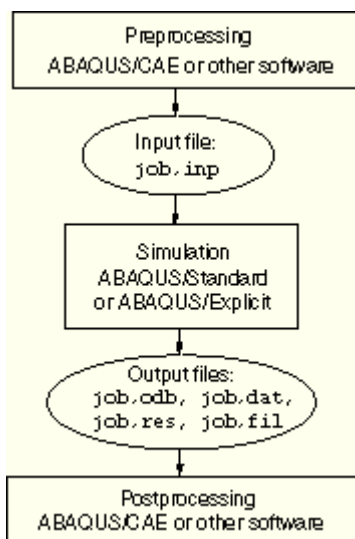 Preprocessing
ABAQUS/CAE or other software
Input file:
job.inp
Simulation
ABAQUS/Standard
or ABAQUS/Explicit
Output files:
job.odb, job.dat,
job.res, job.fil
Postprocessing
ABAQUS/CAE or other software